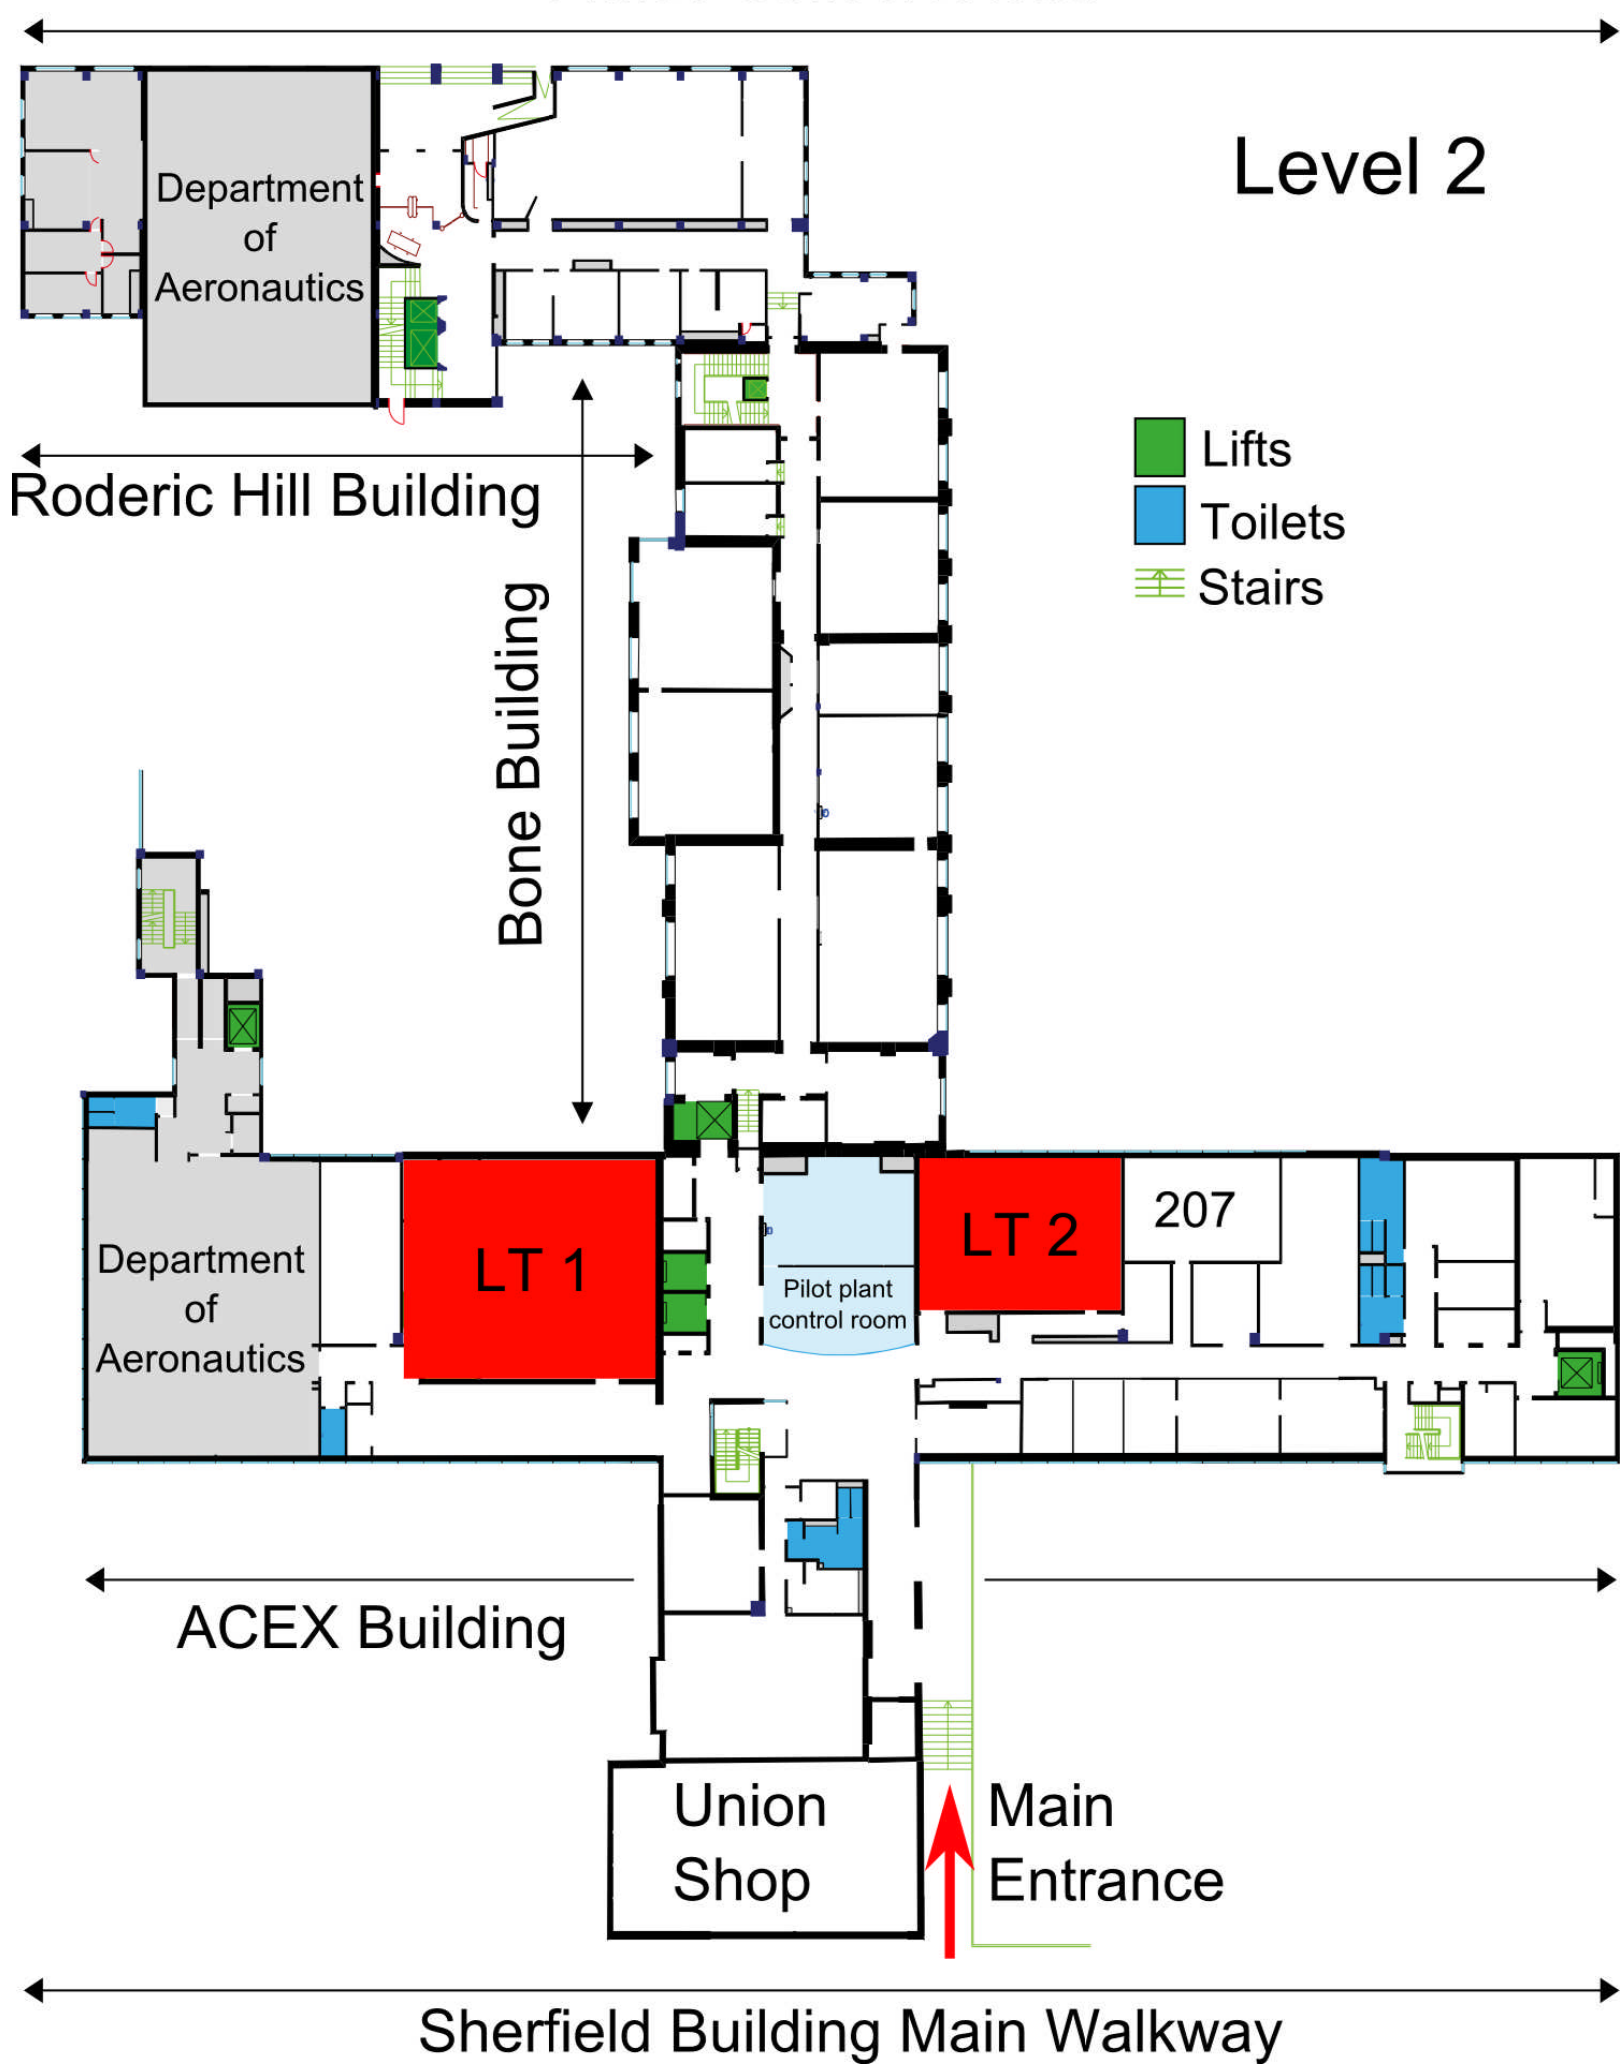 Level 2
Department
of
Aeronautics
Lifts
Roderic Hill Building
Toilets
Stairs
Bone Building
207
LT 2
LT 1
Department
of
Aeronautics
Pilot plant
control room
ACEX Building
Union
Shop
Main
Entrance
Sherfield Building Main Walkway